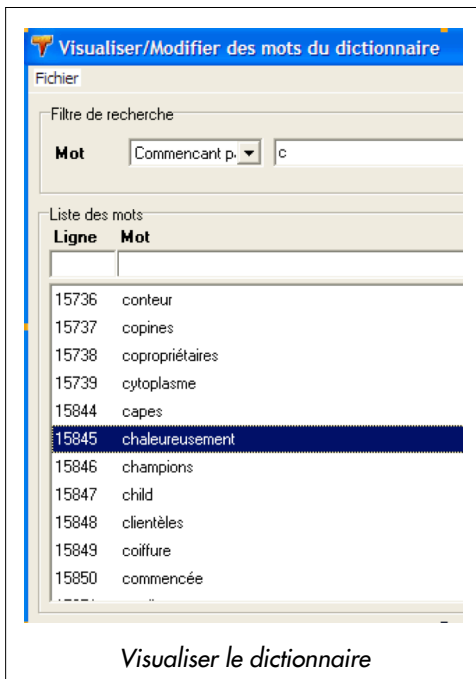 Visualiser/Modifier des mots du dictionnaire
Fichier
Filtre de recherche
Mot Commencant p. c
Liste des mots
Ligne Mot
15736 conteur
15737 copines
15738 copropriétaires
15739 cytoplasme
15844 capes
15845 chaleureusement
15846 champions
15847 child
15848 clientèles
15849 coiffure
15850 commencée
Visualiser le dictionnaire